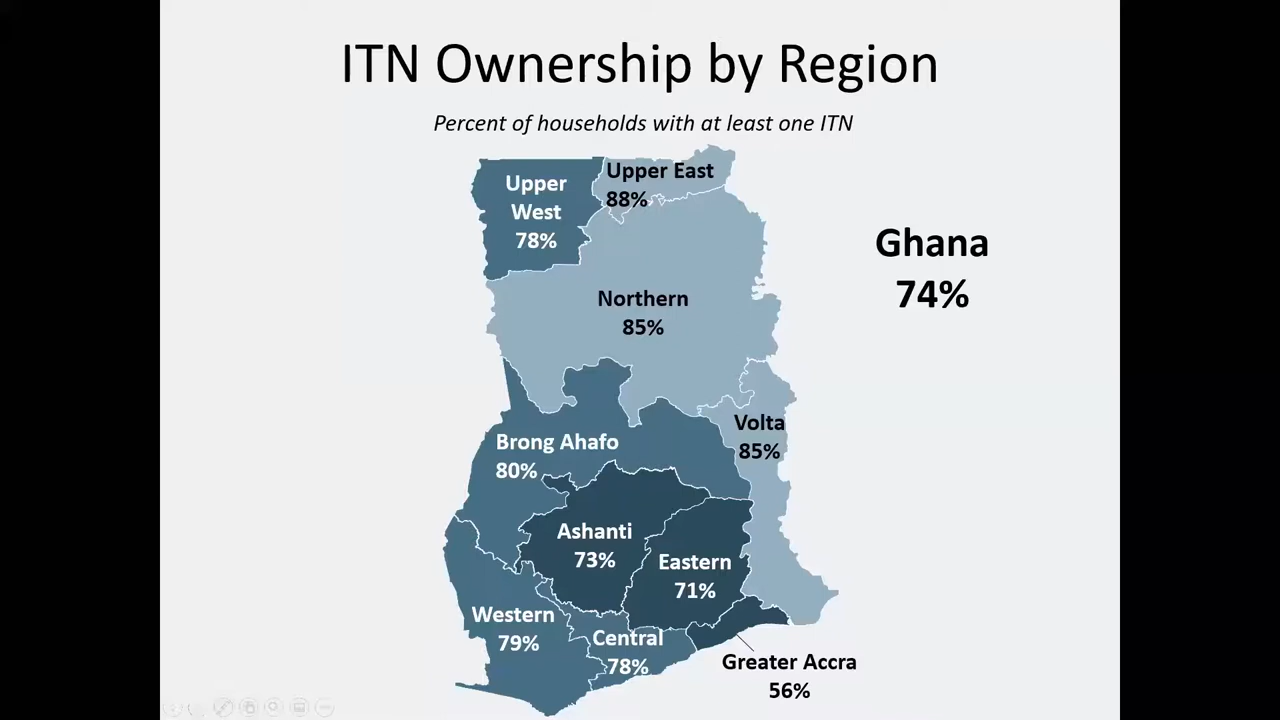 ITN Ownership by Region
Percent of households with at least one ITN
Upper
West
78%
Upper East
88%
Ghana
74%
Northern
85%
Volta
85%
Brong Ahafo
80%
Ashanti
73%
Eastern
71%
Western
79%
Central
78%
Greater Accra
56%